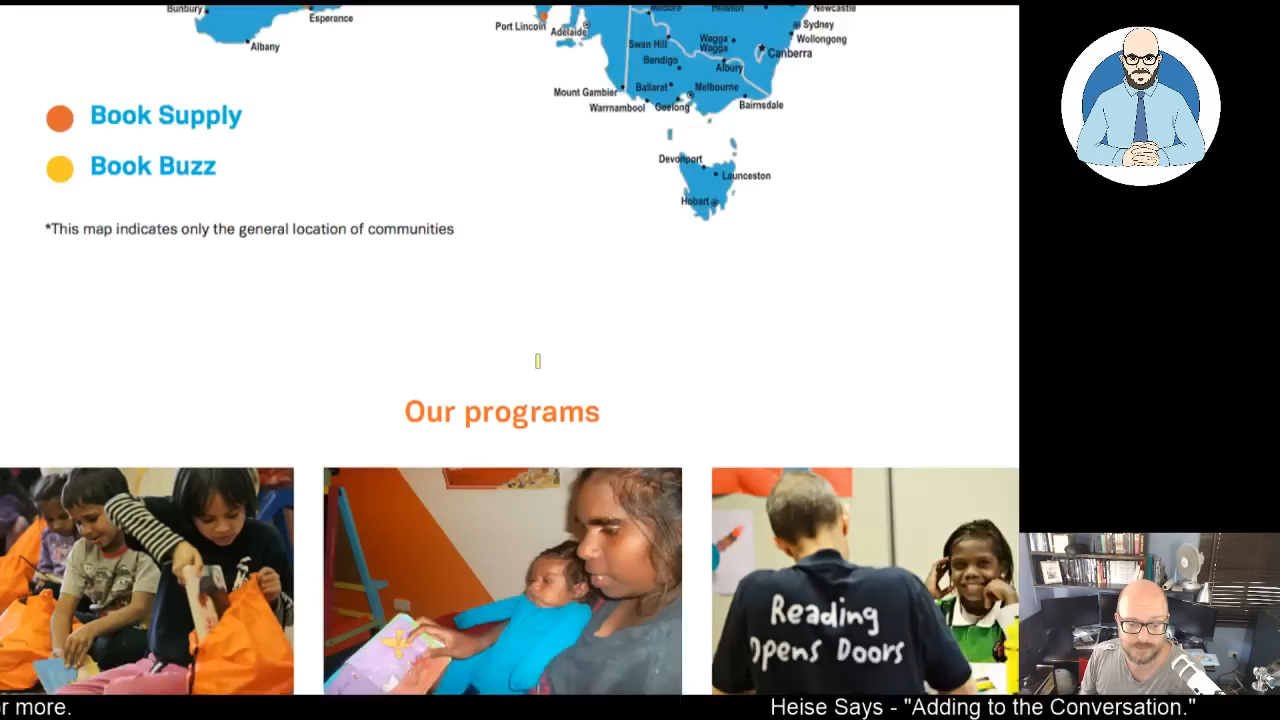 Bunbury
Esperance
Albany
Port Lincoln
Adelaide
Mildura
Hillston
Newcastle
Sydney
Wollongong
Swan Hill
Wagga
Wagga
Canberra
Bendigo
Albury
Mount Gambier
Ballarat
Melbourne
Warrnambool
Geelong
Bairnsdale
Devonport
Launceston
Hobart
Book Supply
Book Buzz
*This map indicates only the general location of communities
Our programs
Reading
Opens Doors
or more.
Heise Says - "Adding to the Conversation."